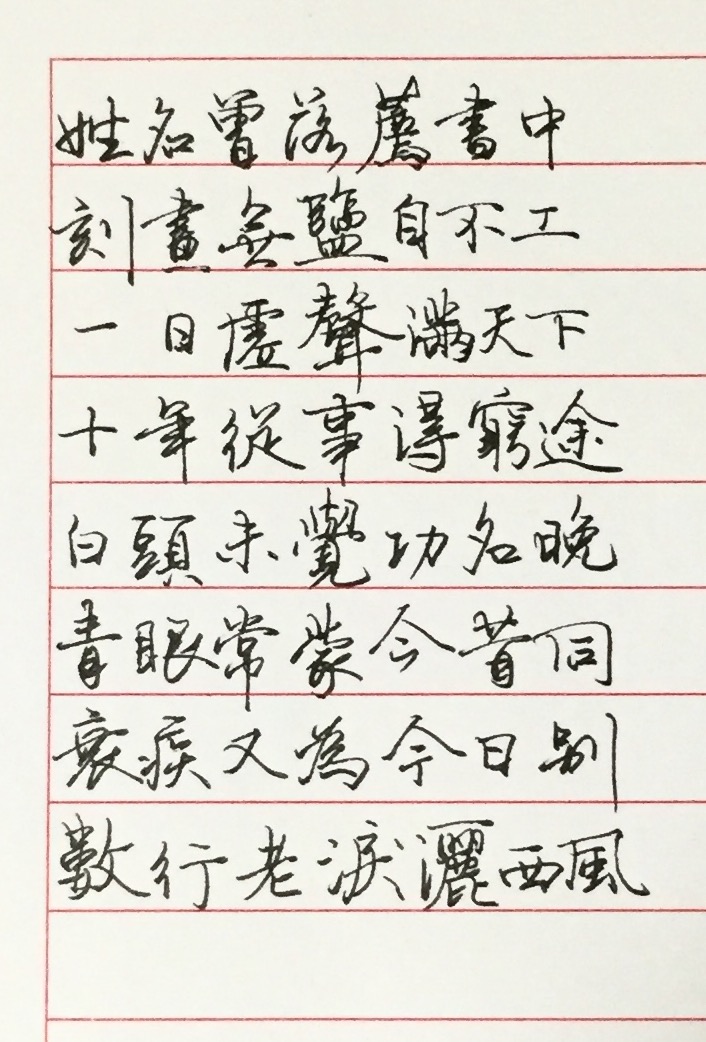 姓名曾落薦書中
刻畫無鹽自不工
一日虛聲滿天下
十年從事得窮途
白頭未覺功名晚
青眼常蒙今昔同
衰疾又為今日別
數行老淚灑西風